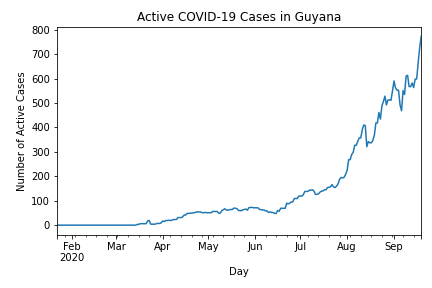 Active COVID-19 Cases in Guyana
800
700
600
500
400
300
200
100
0
Number of Active Cases
Feb Mar Apr May Jun Jul Aug Sep
2020
Day